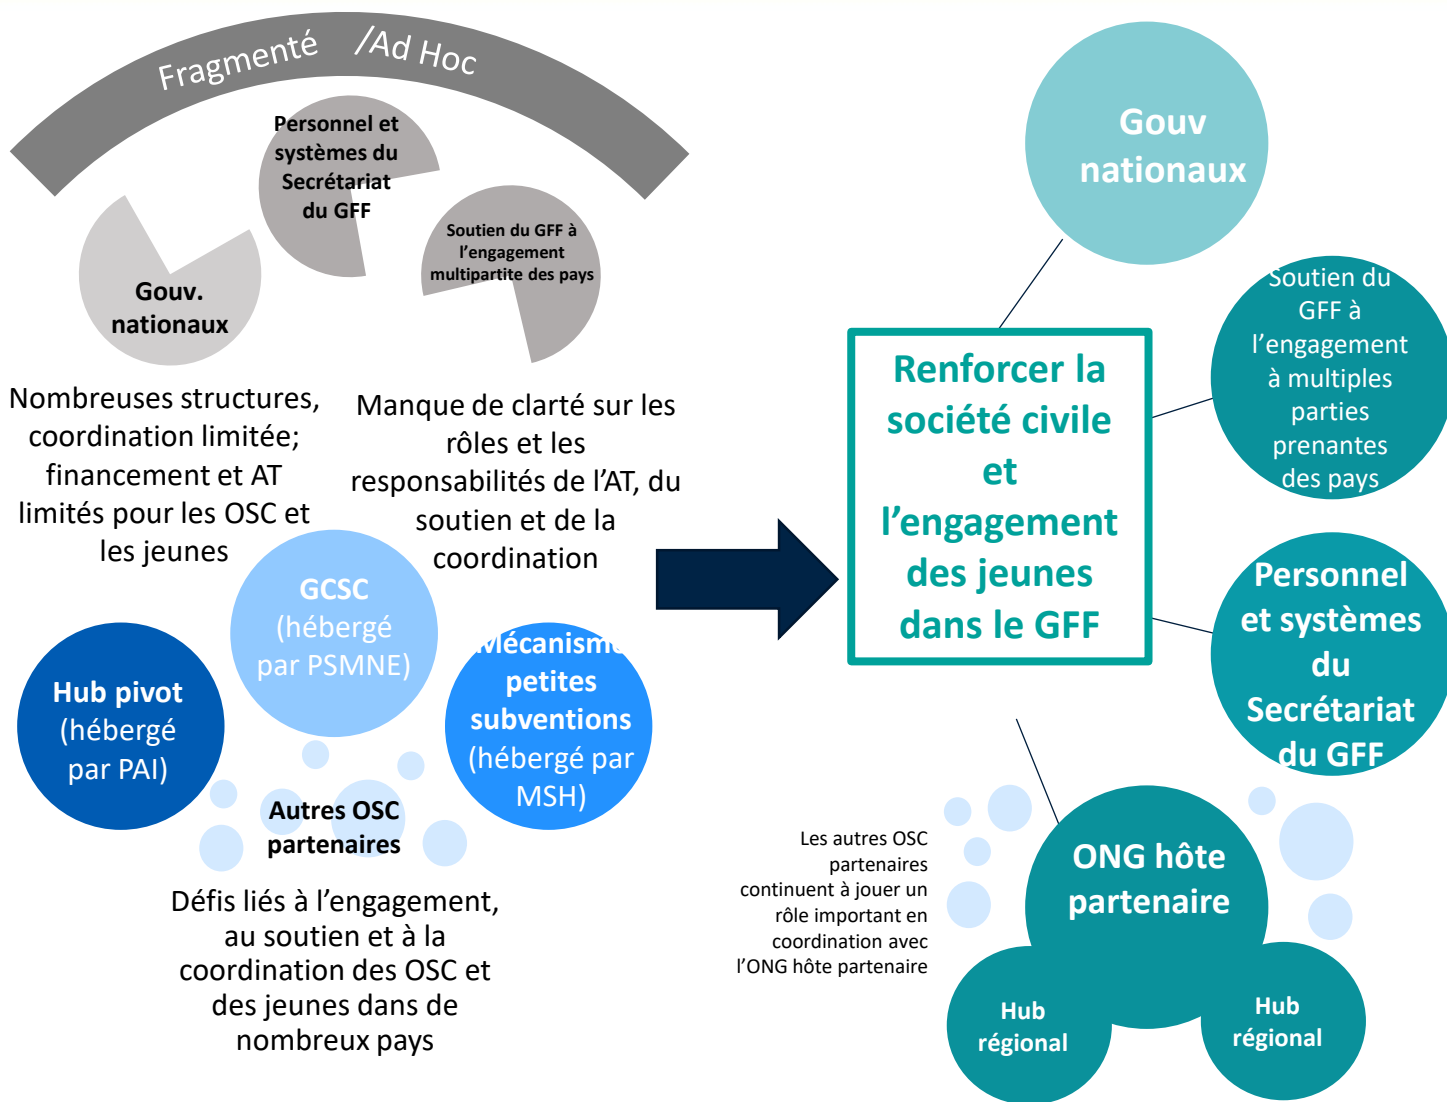 Fragmenté /Ad Hoc
Personnel et
systèmes du
Secrétariat
du GFF
Soutien du GFF à
l’engagement
multipartite des pays
Gouv.
nationaux
Nombreuses structures,
coordination limitée;
financement et AT
limités pour les OSC et
les jeunes
Manque de clarté sur les
rôles et les
responsabilités de l’AT, du
soutien et de la
coordination
GCSC
(hébergé
par PSMNE)
Hub pivot
(hébergé
par PAI)
Mécanisme
petites
subventions
(hébergé par
MSH)
Autres OSC
partenaires
Défis liés à l’engagement,
au soutien et à la
coordination des OSC et
des jeunes dans de
nombreux pays
Gouv
nationaux
Renforcer la
société civile
et
l’engagement
des jeunes
dans le GFF
Soutien du
GFF à
l’engagement
à multiples
parties
prenantes
des pays
Personnel
et systèmes
du
Secrétariat
du GFF
Les autres OSC
partenaires
continuent à jouer un
rôle important en
coordination avec
l’ONG hôte partenaire
ONG hôte
partenaire
Hub
régional
Hub
régional